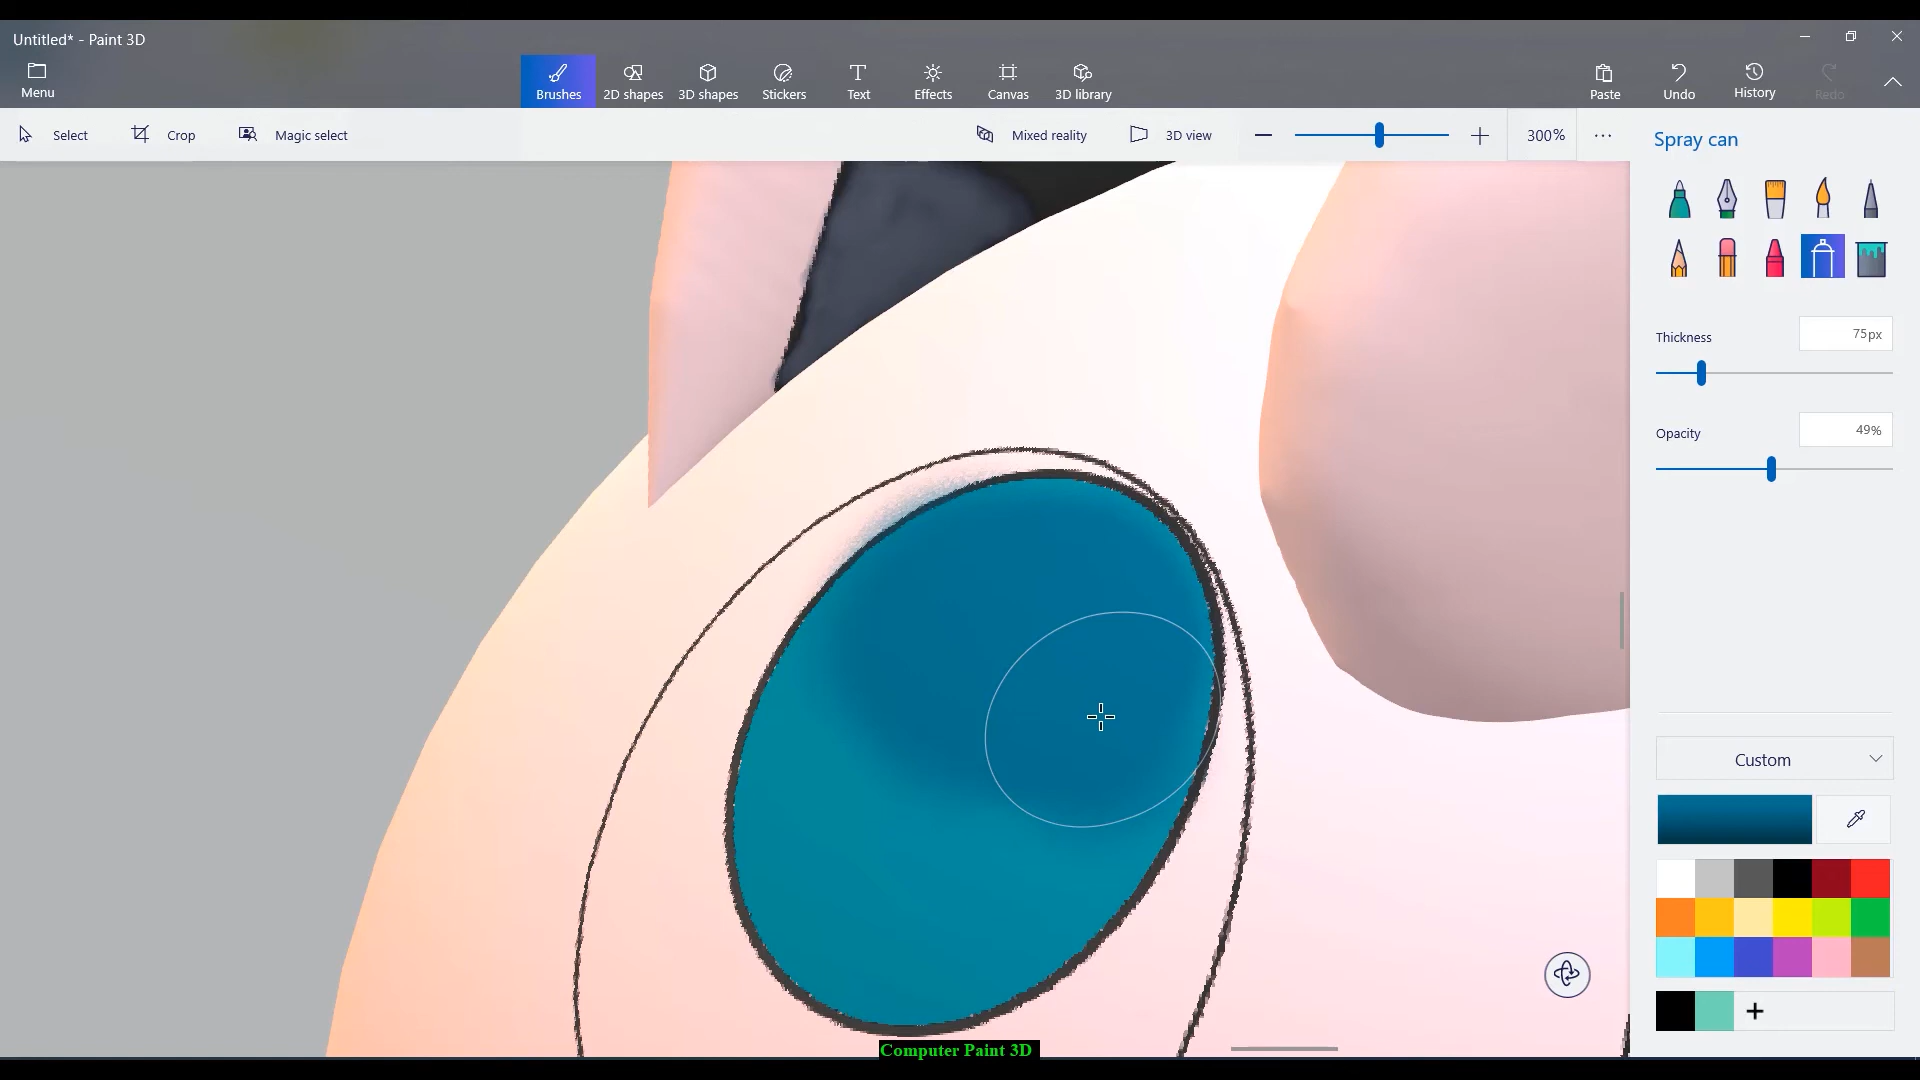 Untitled* - Paint 3D
Menu
Brushes
2D shapes
3D shapes
Stickers
Text
Effects
Canvas
3D library
Paste
Undo
History
Redo
Select
Crop
Magic select
Mixed reality
3D view
300%
Spray can
Thickness
75px
Opacity
49%
Custom
Computer Paint 3D